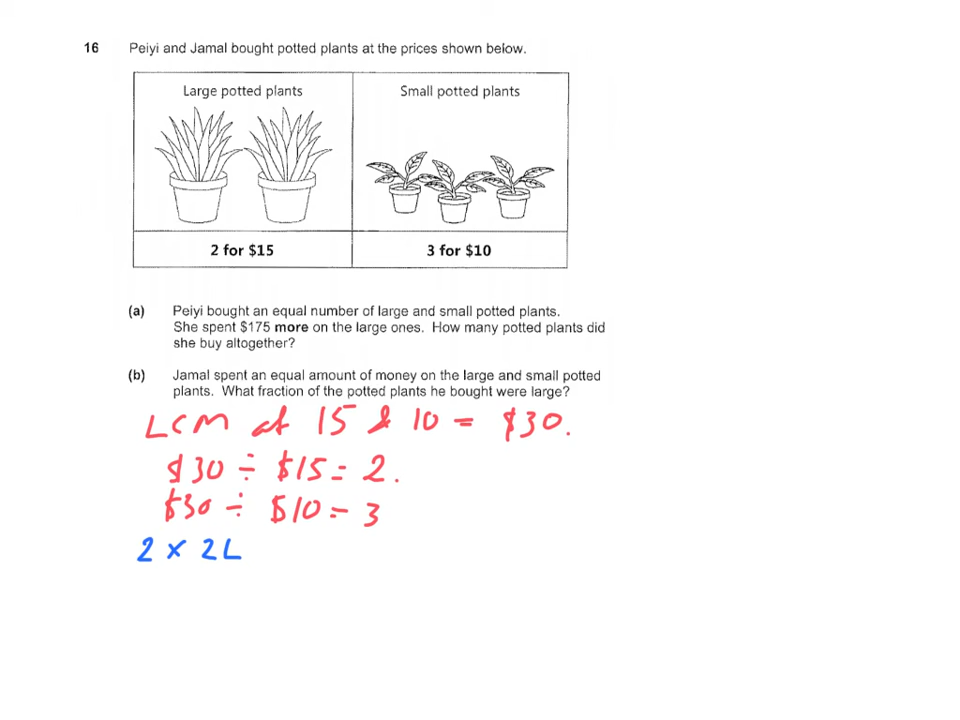 16 Peiyi and Jamal bought potted plants at the prices shown below.
Large potted plants Small potted plants
2 for $15 3 for $10
(a) Peiyi bought an equal number of large and small potted plants.
She spent $175 more on the large ones. How many potted plants did
she buy altogether?
(b) Jamal spent an equal amount of money on the large and small potted
plants. What fraction of the potted plants he bought were large?
LCM of 15 & 10 = $30.
$30 ÷ $15 = 2.
$30 ÷ $10 = 3
2 × 2L